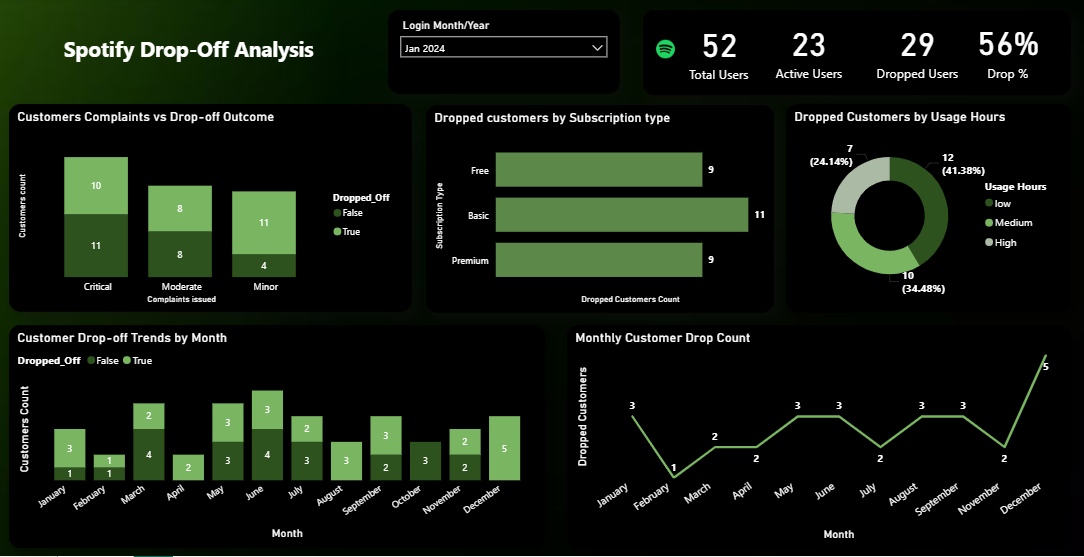 Spotify Drop-Off Analysis
Login Month/Year
Jan 2024
52
Total Users
23
Active Users
29
Dropped Users
56%
Drop %
Customers Complaints vs Drop-off Outcome
Customers count
10
11
8
8
11
4
Critical
Moderate
Minor
Complaints issued
Dropped_Off
False
True
Dropped customers by Subscription type
Subscription Type
Free
9
Basic
11
Premium
9
Dropped Customers Count
Dropped Customers by Usage Hours
7
(24.14%)
12
(41.38%)
10
(34.48%)
Usage Hours
low
Medium
High
Customer Drop-off Trends by Month
Dropped_Off False True
Customers Count
3
1
1
1
2
4
2
3
3
3
4
2
3
3
3
2
3
2
2
5
January
February
March
April
May
June
July
August
September
October
November
December
Month
Monthly Customer Drop Count
Dropped Customers
3
1
2
2
3
3
2
3
3
2
5
January
February
March
April
May
June
July
August
September
November
December
Month